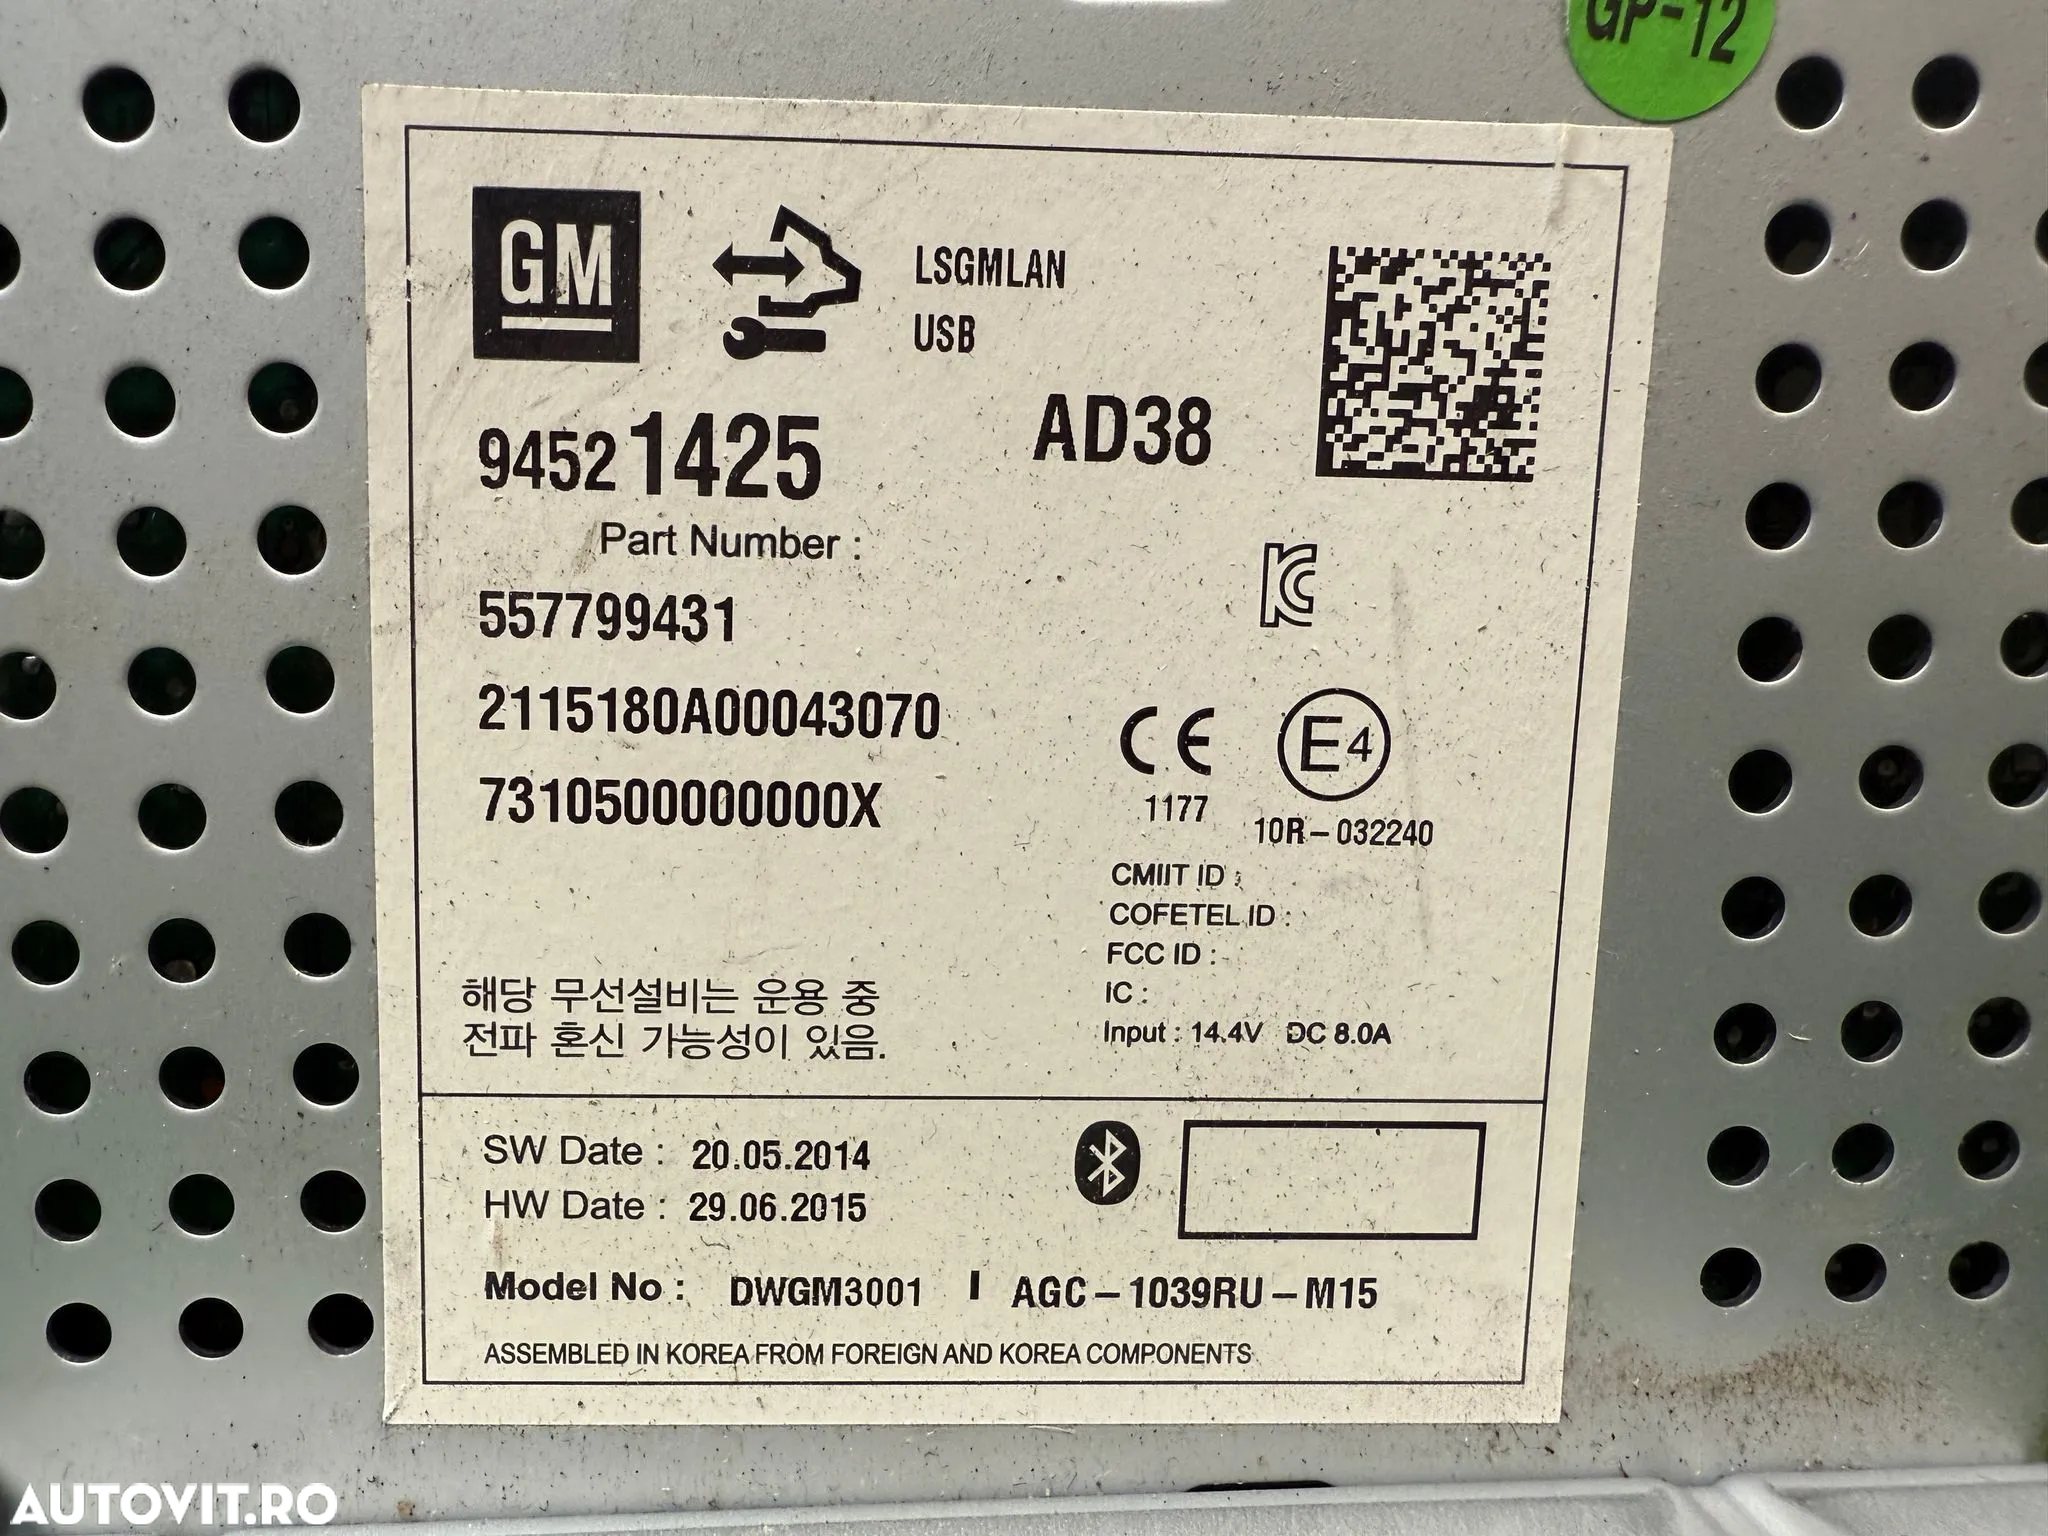 GP-12
GM
LSGMLAN
USB
94521425
AD38
Part Number :
557799431
2115180A00043070
7310500000000X
CE
E4
1177
10R-032240
CMIIT ID :
COFETEL ID :
FCC ID :
IC :
Input : 14.4V DC 8.0A
해당 무선설비는 운용 중
전파 혼신 가능성이 있음.
SW Date : 20.05.2014
HW Date : 29.06.2015
Model No : DWGM3001 I AGC-1039RU-M15
ASSEMBLED IN KOREA FROM FOREIGN AND KOREA COMPONENTS
AUTOVIT.RO